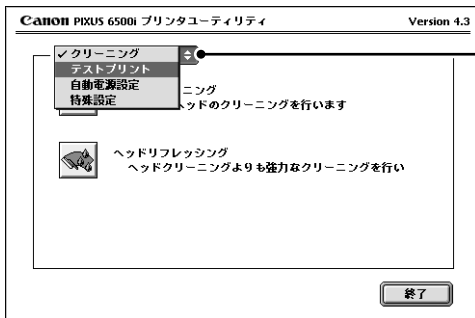 Canon PIXUS 6500i プリンタユーティリティ
Version 4.3
✓クリーニング
テストプリント
自動電源設定
特殊設定
ニング
ヘッドのクリーニングを行います
ヘッドリフレッシング
ヘッドクリーニングよりも強力なクリーニングを行い
終了